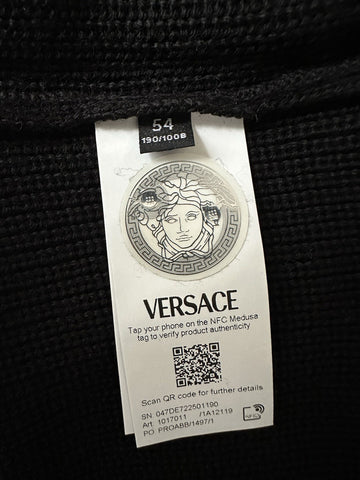 54
190/100B
VERSACE
Tap your phone on the NFC Medusa
tag to verify product authenticity
Scan QR code for further details
SN. 047DE722501190
Art. 1017011 /1A12119
PO PROABB/1497/1
NFC